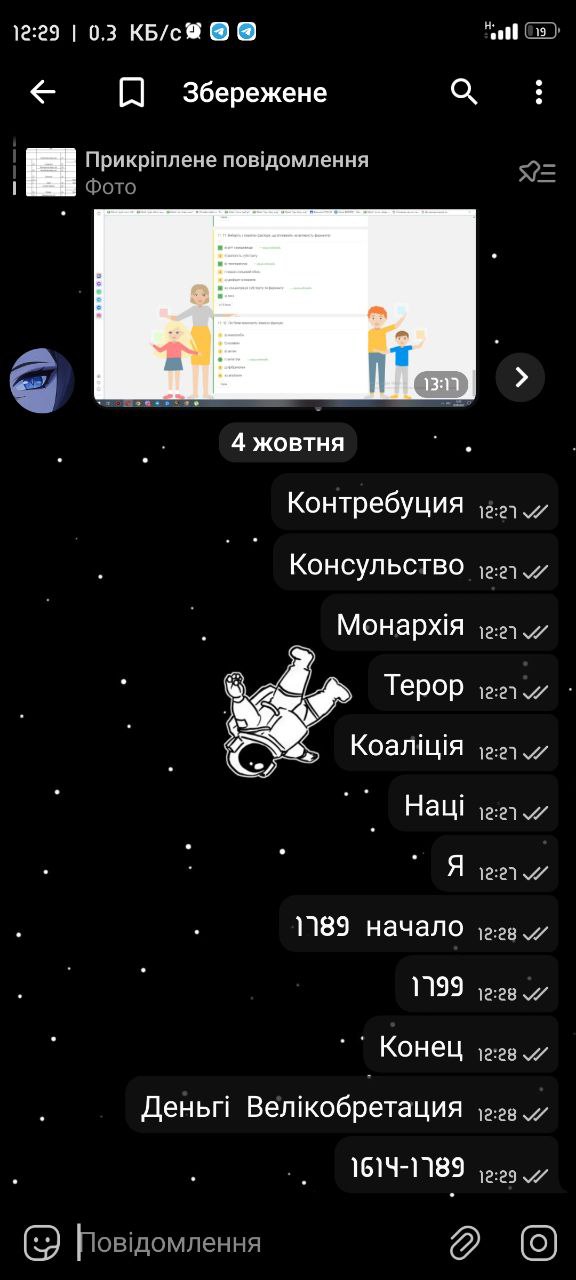 12:29 | 0,3 КБ/с
H+
19
Збережене
Прикріплене повідомлення
Фото
13:17
4 жовтня
Контребуция 12:27
Консульство 12:27
Монархія 12:27
Терор 12:27
Коаліція 12:27
Наці 12:27
Я 12:27
1789 начало 12:28
1799 12:28
Конец 12:28
Деньгі Велікобретация 12:28
1614-1789 12:29
Повідомлення